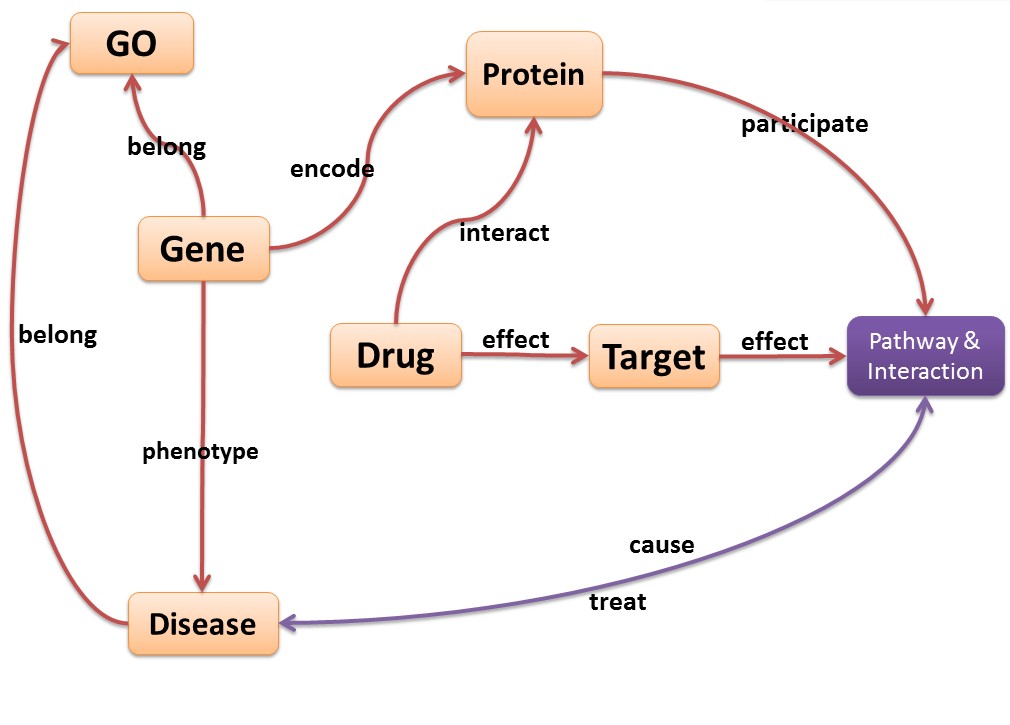 GO
Protein
participate
belong
encode
interact
Gene
belong
Drug
effect
Target
effect
Pathway &
Interaction
phenotype
cause
treat
Disease